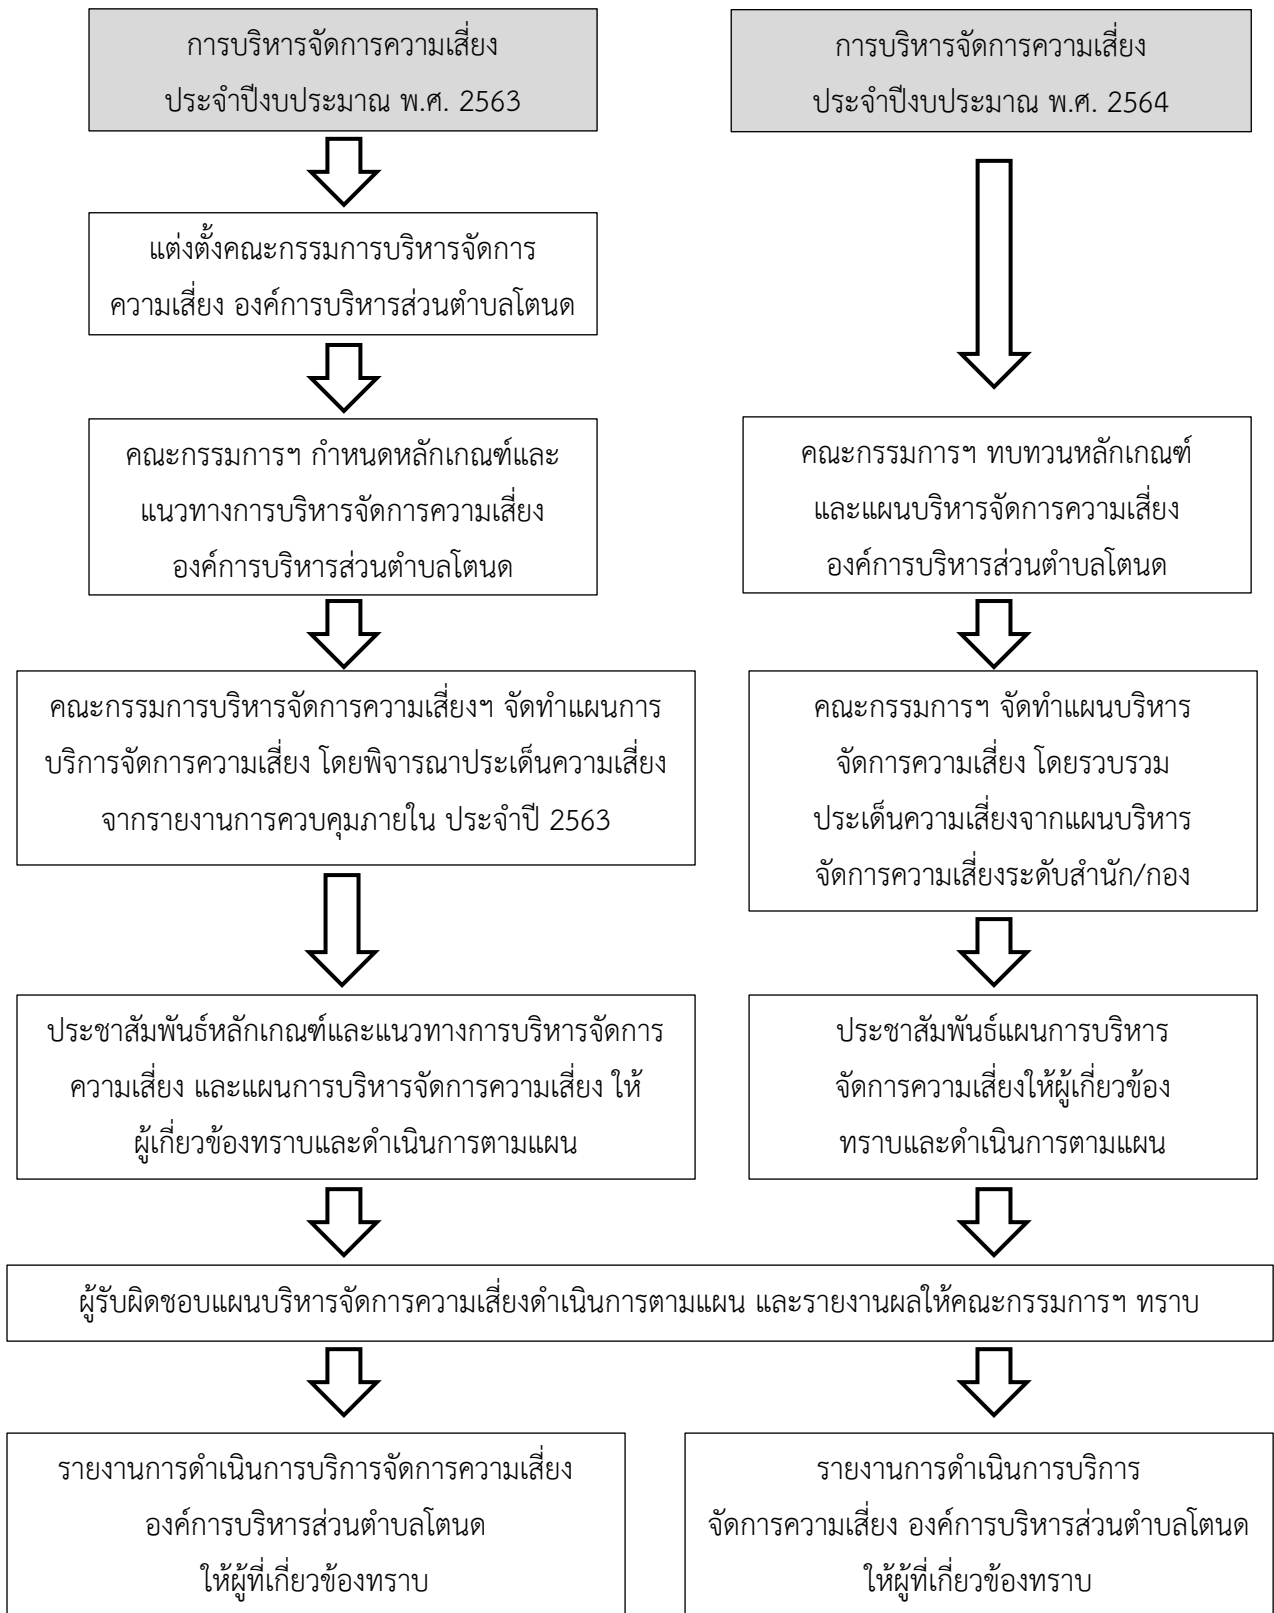 การบริหารจัดการความเสี่ยง
ประจำปีงบประมาณ พ.ศ. 2563
แต่งตั้งคณะกรรมการบริหารจัดการ
ความเสี่ยง องค์การบริหารส่วนตำบลโตนด
คณะกรรมการฯ กำหนดหลักเกณฑ์และ
แนวทางการบริหารจัดการความเสี่ยง
องค์การบริหารส่วนตำบลโตนด
คณะกรรมการบริหารจัดการความเสี่ยงฯ จัดทำแผนการ
บริการจัดการความเสี่ยง โดยพิจารณาประเด็นความเสี่ยง
จากรายงานการควบคุมภายใน ประจำปี 2563
ประชาสัมพันธ์หลักเกณฑ์และแนวทางการบริหารจัดการ
ความเสี่ยง และแผนการบริหารจัดการความเสี่ยง ให้
ผู้เกี่ยวข้องทราบและดำเนินการตามแผน
การบริหารจัดการความเสี่ยง
ประจำปีงบประมาณ พ.ศ. 2564
คณะกรรมการฯ ทบทวนหลักเกณฑ์
และแผนบริหารจัดการความเสี่ยง
องค์การบริหารส่วนตำบลโตนด
คณะกรรมการฯ จัดทำแผนบริหาร
จัดการความเสี่ยง โดยรวบรวม
ประเด็นความเสี่ยงจากแผนบริหาร
จัดการความเสี่ยงระดับสำนัก/กอง
ประชาสัมพันธ์แผนการบริหาร
จัดการความเสี่ยงให้ผู้เกี่ยวข้อง
ทราบและดำเนินการตามแผน
ผู้รับผิดชอบแผนบริหารจัดการความเสี่ยงดำเนินการตามแผน และรายงานผลให้คณะกรรมการฯ ทราบ
รายงานการดำเนินการบริการจัดการความเสี่ยง
องค์การบริหารส่วนตำบลโตนด
ให้ผู้ที่เกี่ยวข้องทราบ
รายงานการดำเนินการบริการ
จัดการความเสี่ยง องค์การบริหารส่วนตำบลโตนด
ให้ผู้ที่เกี่ยวข้องทราบ